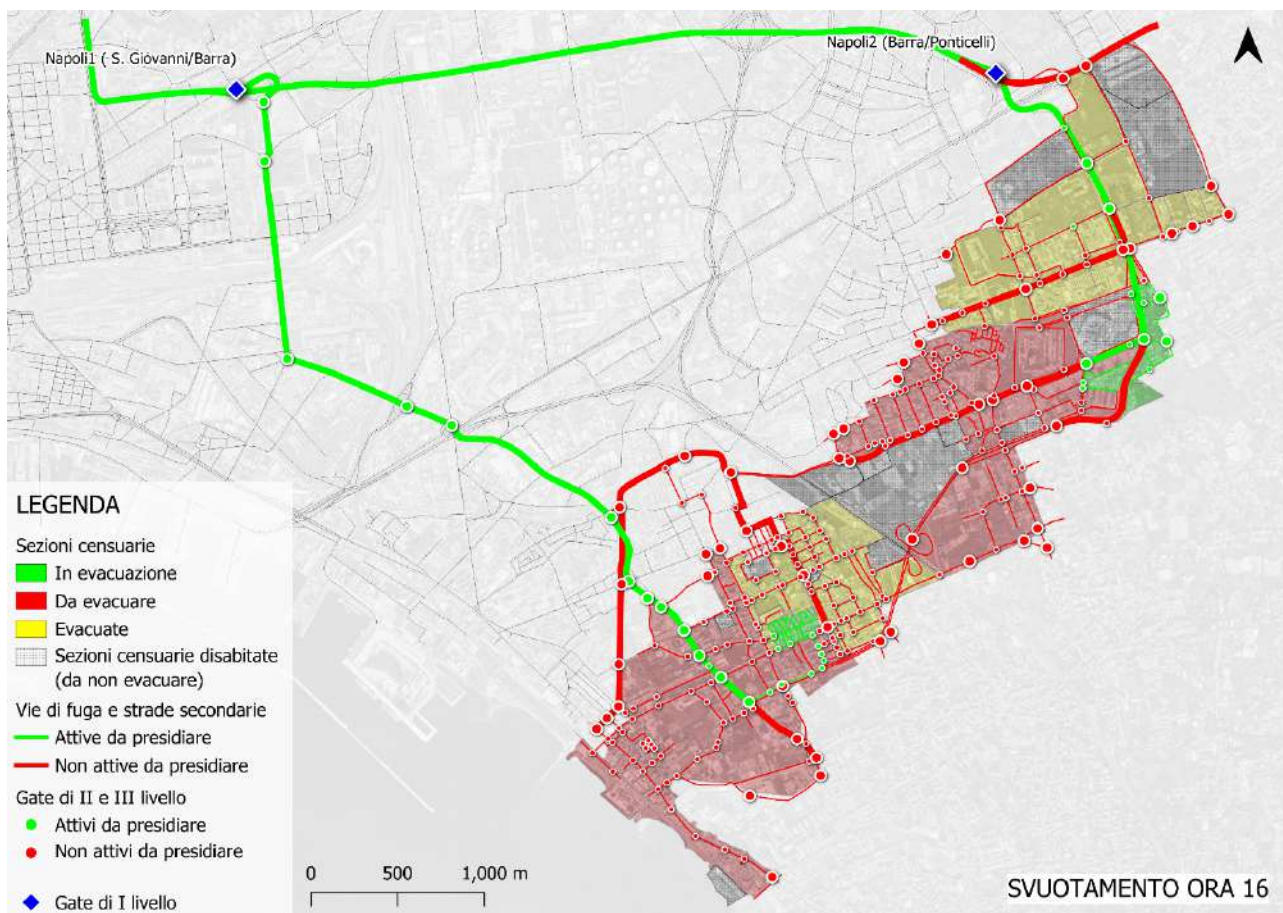 Napoli1 ( S. Giovanni/Barra)
Napoli2 (Barra/Ponticelli)
LEGENDA
Sezioni censuarie
In evacuazione
Da evacuare
Evacuate
Sezioni censuarie disabitate
(da non evacuare)
Vie di fuga e strade secondarie
Attive da presidiare
Non attive da presidiare
Gate di II e III livello
Attivi da presidiare
Non attivi da presidiare
Gate di I livello
0 500 1,000 m
SVUOTAMENTO ORA 16